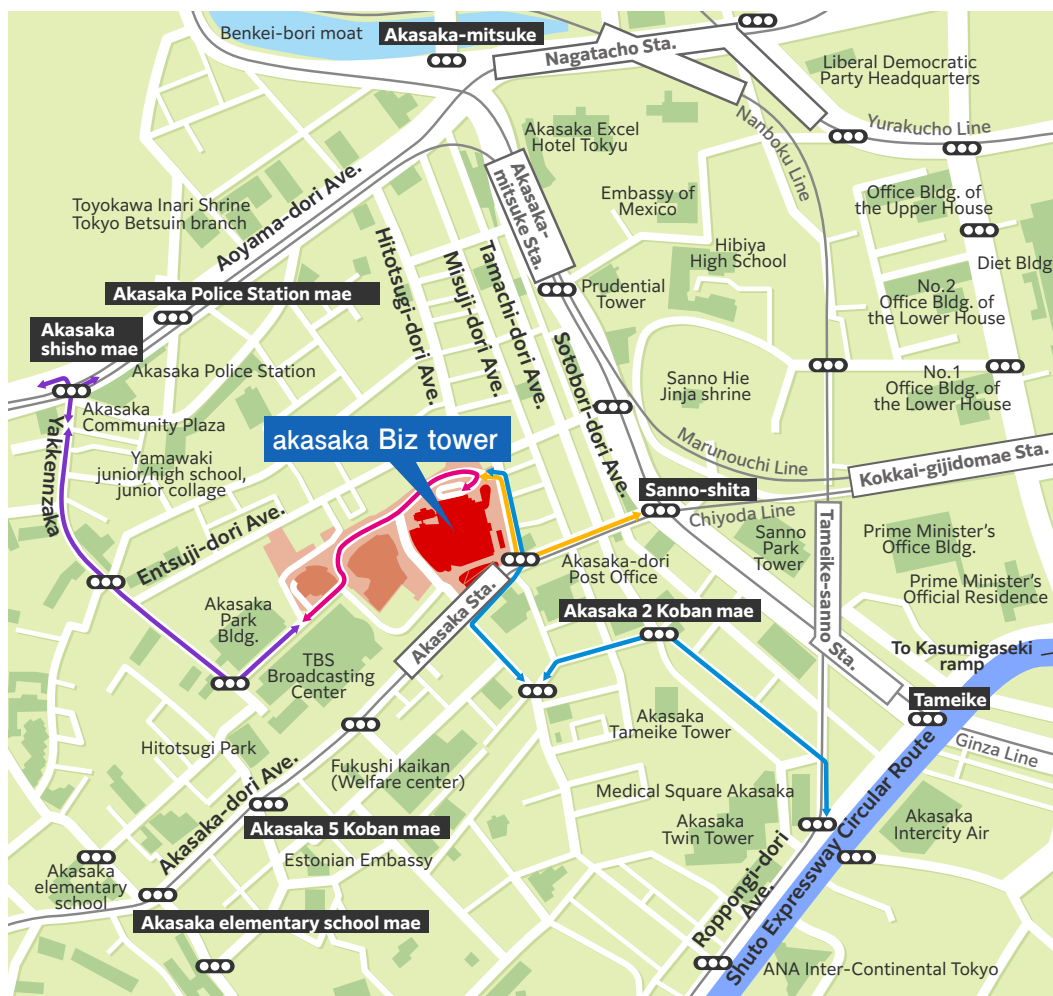 Benkei-bori moat
Akasaka-mitsuke
Nagatacho Sta.
Liberal Democratic
Party Headquarters
Akasaka Excel
Hotel Tokyu
Nanboku Line
Yurakucho Line
Toyokawa Inari Shrine
Tokyo Betsuin branch
Aoyama-dori Ave.
Akasaka-
mitsuke Sta.
Embassy of
Mexico
Office Bldg. of
the Upper House
Hitotsugi-dori Ave.
Misuji-dori Ave.
Tamachi-dori Ave.
Hibiya
High School
Diet Bldg
Akasaka Police Station mae
Prudential
Tower
No.2
Office Bldg. of
the Lower House
Akasaka
shisho mae
Akasaka Police Station
Sotobori-dori Ave.
Sanno Hie
Jinja shrine
No.1
Office Bldg. of
the Lower House
Akasaka
Community Plaza
Yakkennzaka
akasaka Biz tower
Yamawaki
junior/high school,
junior collage
Marunouchi Line
Kokkai-gijidomae Sta.
Sanno-shita
Chiyoda Line
Entsuji-dori Ave.
Sanno
Park
Tower
Tameike-sanno Sta.
Prime Minister's
Office Bldg.
Akasaka-dori
Post Office
Prime Minister's
Official Residence
Akasaka
Park
Bldg.
Akasaka Sta.
Akasaka 2 Koban mae
TBS
Broadcasting
Center
To Kasumigaseki
ramp
Tameike
Akasaka
Tameike Tower
Ginza Line
Hitotsugi Park
Fukushi kaikan
(Welfare center)
Akasaka-dori Ave.
Medical Square Akasaka
Akasaka
Twin Tower
Shuto Expressway Circular Route
Akasaka
Intercity Air
Akasaka 5 Koban mae
Estonian Embassy
Akasaka
elementary
school
Roppongi-dori
Ave.
Akasaka elementary school mae
ANA Inter-Continental Tokyo